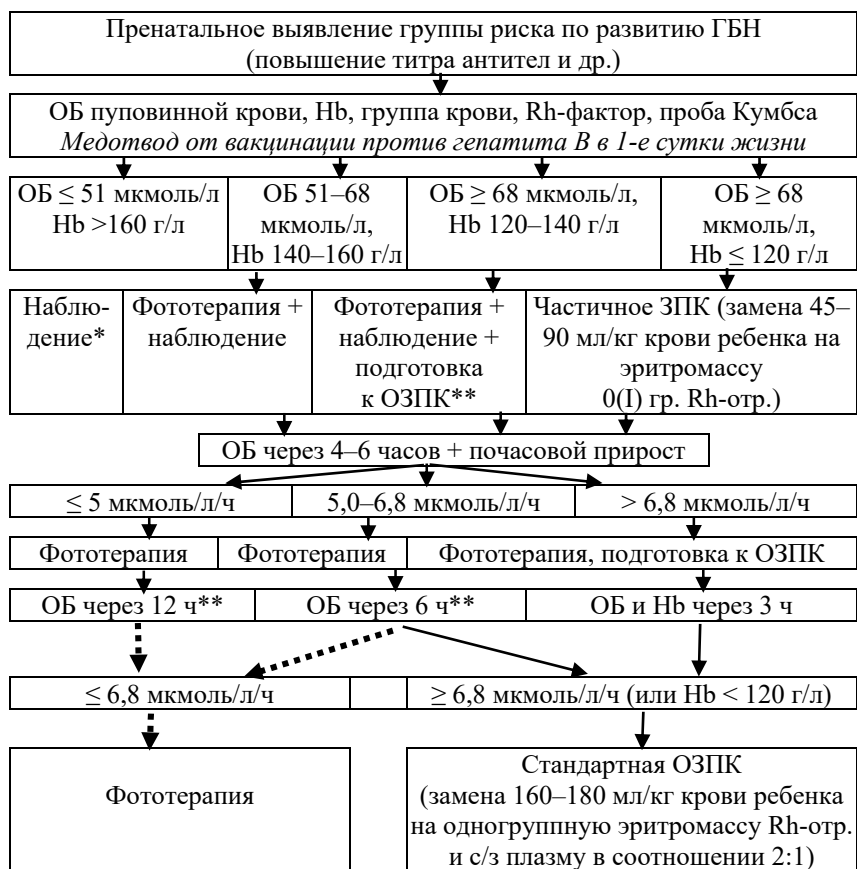 Пренатальное выявление группы риска по развитию ГБН
(повышение титра антител и др.)
ОБ пуповинной крови, Hb, группа крови, Rh-фактор, проба Кумбса
Медотвод от вакцинации против гепатита В в 1-е сутки жизни
ОБ ≤ 51 мкмоль/л
Hb >160 г/л
ОБ 51–68
мкмоль/л,
Hb 140–160 г/л
ОБ ≥ 68 мкмоль/л,
Hb 120–140 г/л
ОБ ≥ 68
мкмоль/л,
Hb ≤ 120 г/л
Наблю-
дение*
Фототерапия +
наблюдение
Фототерапия +
наблюдение +
подготовка
к ОЗПК**
Частичное ЗПК (замена 45–
90 мл/кг крови ребенка на
эритромассу
0(I) гр. Rh-отр.)
ОБ через 4–6 часов + почасовой прирост
≤ 5 мкмоль/л/ч
5,0–6,8 мкмоль/л/ч
> 6,8 мкмоль/л/ч
Фототерапия
Фототерапия
Фототерапия, подготовка к ОЗПК
ОБ через 12 ч**
ОБ через 6 ч**
ОБ и Hb через 3 ч
≤ 6,8 мкмоль/л/ч
≥ 6,8 мкмоль/л/ч (или Hb < 120 г/л)
Фототерапия
Стандартная ОЗПК
(замена 160–180 мл/кг крови ребенка
на одногруппную эритромассу Rh-отр.
и с/з плазму в соотношении 2:1)